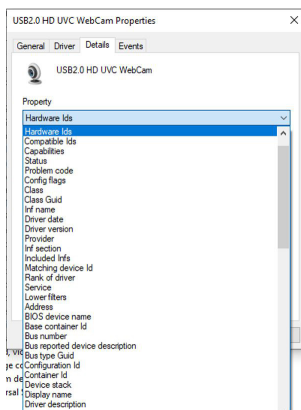 USB2.0 HD UVC WebCam Properties
General Driver Details Events
USB2.0 HD UVC WebCam
Property
Hardware Ids
Hardware Ids
Compatible Ids
Capabilities
Status
Problem code
Config flags
Class
Class Guid
Inf name
Driver date
Driver version
Provider
Inf section
Included Infs
Matching device Id
Rank of driver
Service
Lower filters
Address
BIOS device name
Base container Id
Bus number
Bus reported device description
Bus type Guid
Configuration Id
Container Id
Device stack
Display name
Driver description